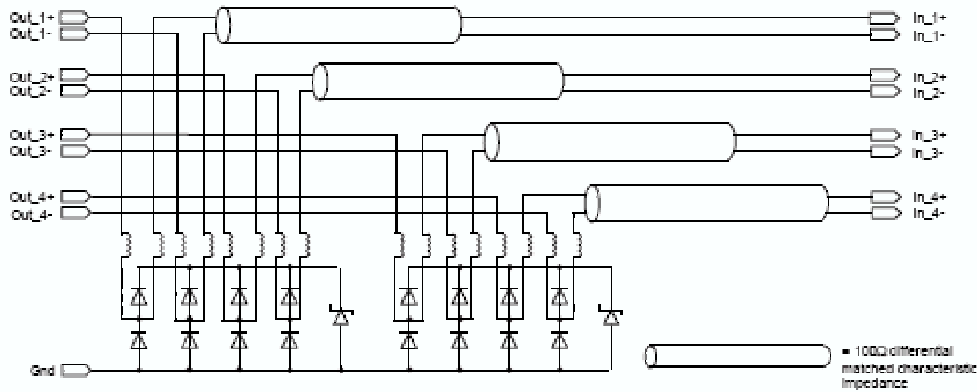 Out_1+
In_1+
Out_1-
In_1-
Out_2+
In_2+
Out_2-
In_2-
Out_3+
In_3+
Out_3-
In_3-
Out_4+
In_4+
Out_4-
In_4-
Gnd
= 100Ω differential
matched characteristic
impedance